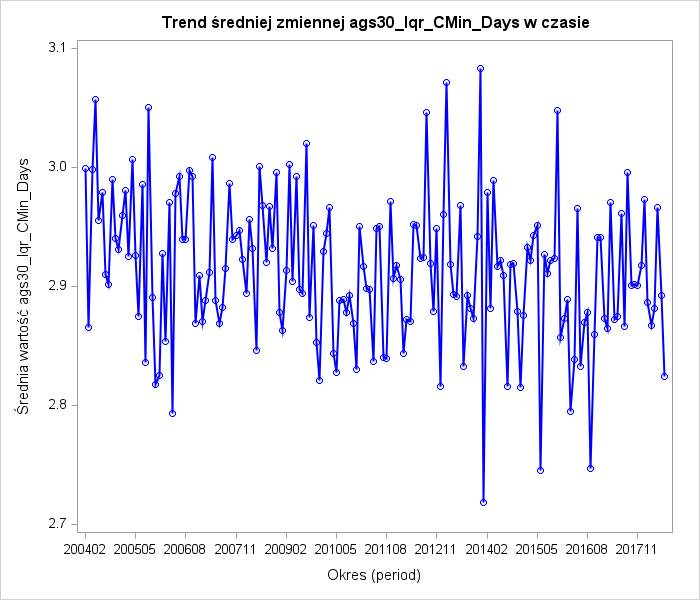 Trend średniej zmiennej ags30_Iqr_CMin_Days w czasie
Średnia wartość ags30_Iqr_CMin_Days
3.1
3.0
2.9
2.8
2.7
200402 200505 200608 200711 200902 201005 201108 201211 201402 201505 201608 201711
Okres (period)